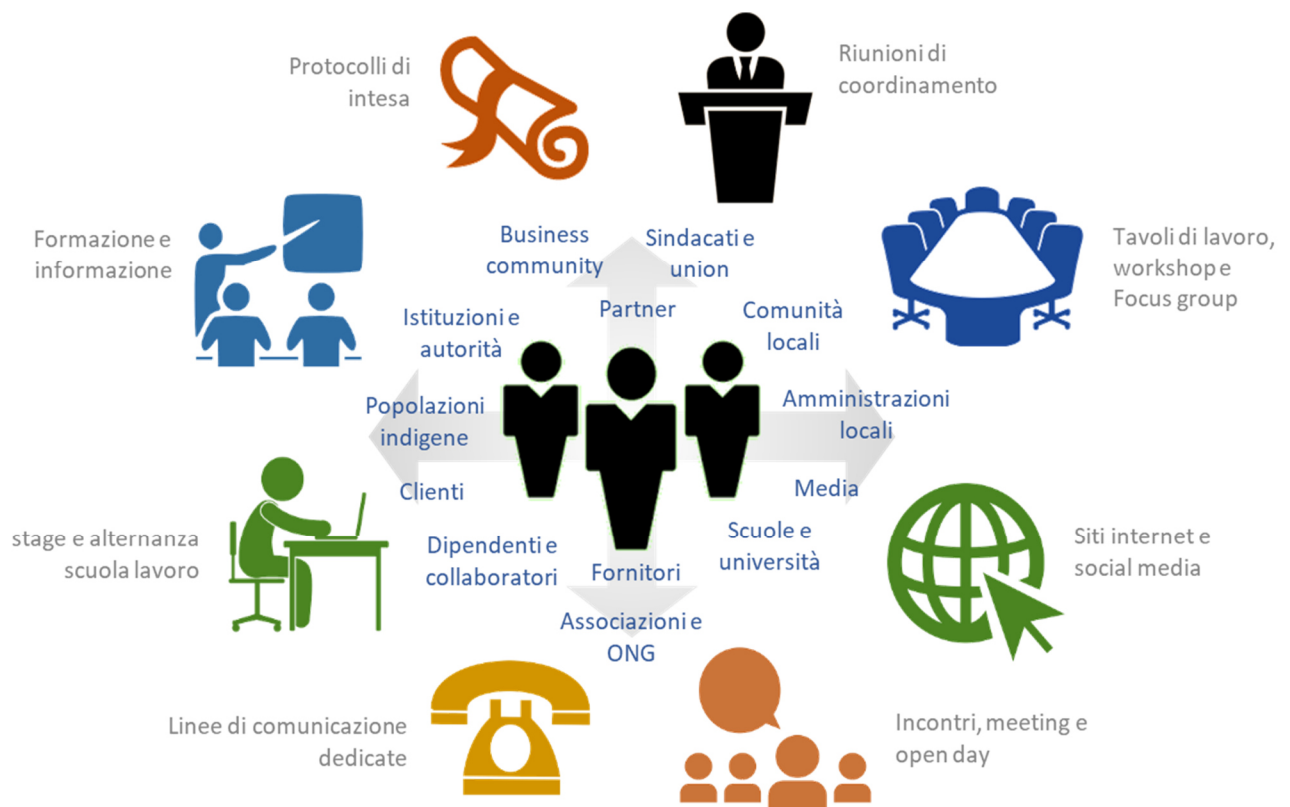 Protocolli di
intesa
Riunioni di
coordinamento
Formazione e
informazione
Tavoli di lavoro,
workshop e
Focus group
Business
community
Sindacati e
union
Partner
Comunità
locali
Istituzioni e
autorità
Popolazioni
indigene
Amministrazioni
locali
Clienti
Media
Dipendenti e
collaboratori
Fornitori
Scuole e
università
Associazioni e
ONG
stage e alternanza
scuola lavoro
Siti internet e
social media
Linee di comunicazione
dedicate
Incontri, meeting e
open day